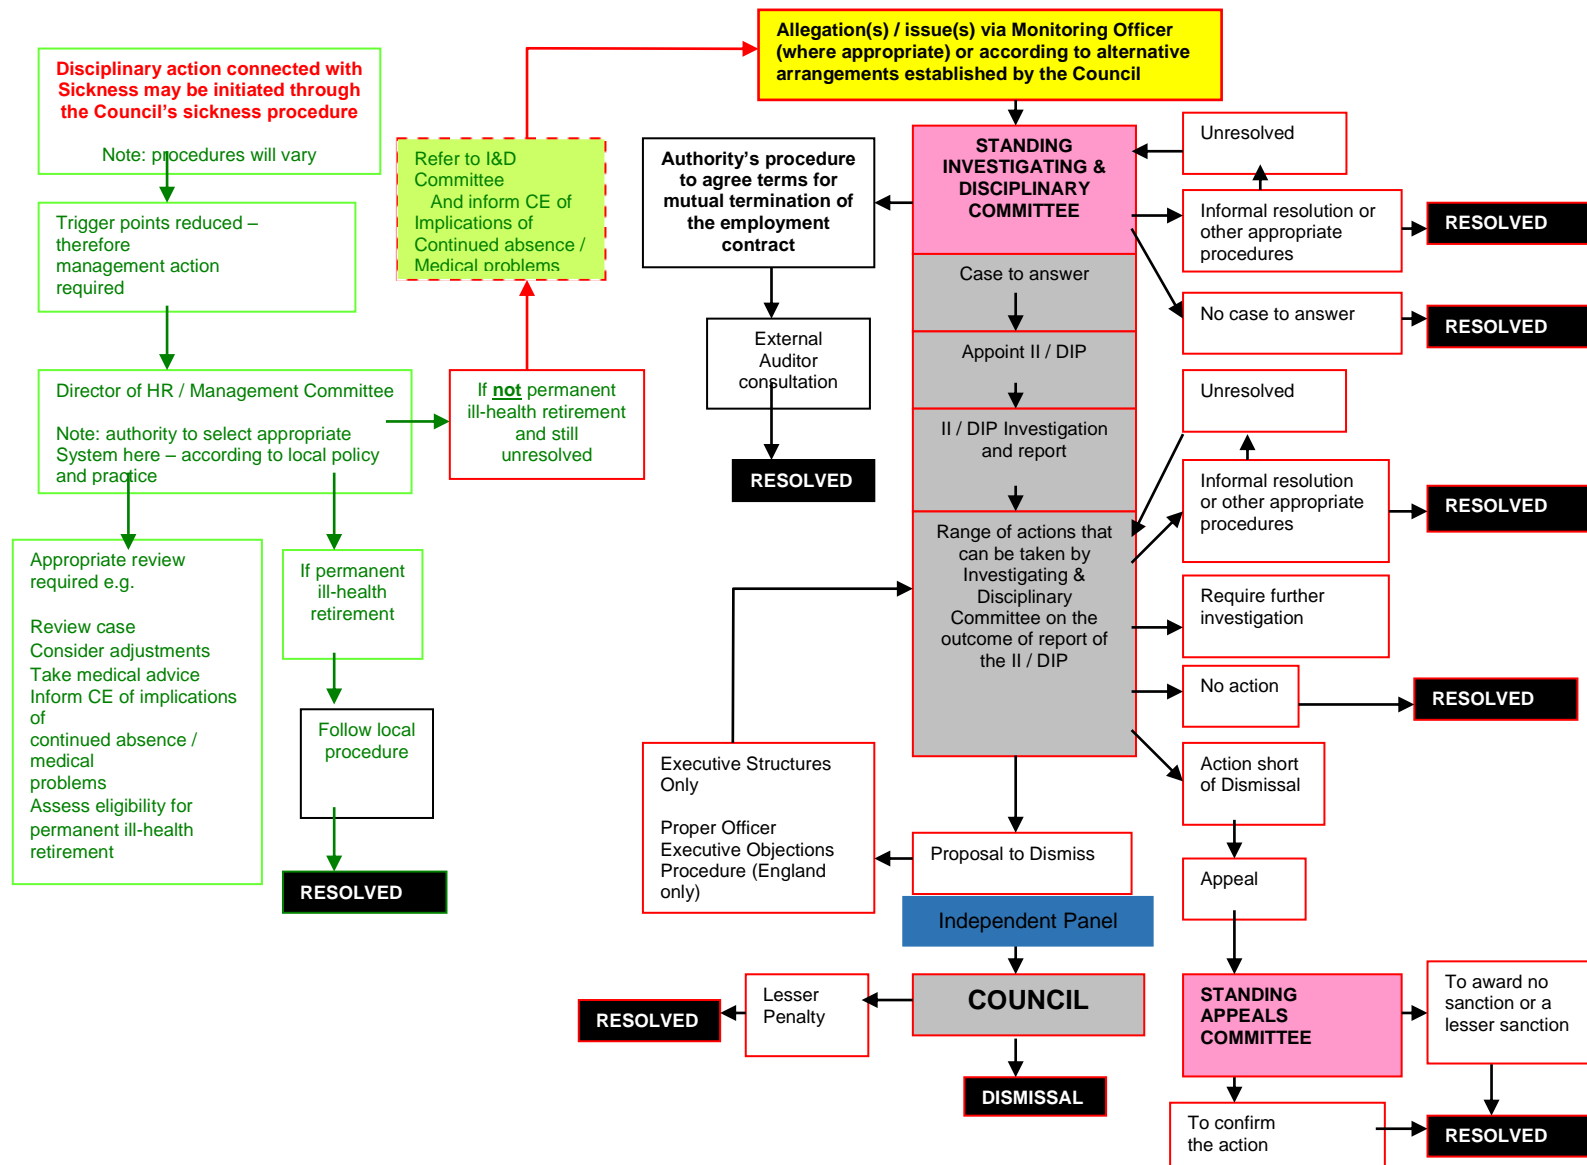 Allegation(s) / issue(s) via Monitoring Officer
(where appropriate) or according to alternative
arrangements established by the Council
Disciplinary action connected with
Sickness may be initiated through
the Council's sickness procedure
Note: procedures will vary
Trigger points reduced –
therefore
management action
required
Director of HR / Management Committee
Note: authority to select appropriate
System here – according to local policy
and practice
Appropriate review
required e.g.
Review case
Consider adjustments
Take medical advice
Inform CE of implications
of
continued absence /
medical
problems
Assess eligibility for
permanent ill-health
retirement
If permanent
ill-health
retirement
Follow local
procedure
RESOLVED
Refer to I&D
Committee
And inform CE of
Implications of
Continued absence /
Medical problems
If not permanent
ill-health retirement
and still
unresolved
Authority's procedure
to agree terms for
mutual termination of
the employment
contract
External
Auditor
consultation
RESOLVED
STANDING
INVESTIGATING &
DISCIPLINARY
COMMITTEE
Case to answer
Appoint II / DIP
II / DIP Investigation
and report
Range of actions that
can be taken by
Investigating &
Disciplinary
Committee on the
outcome of report of
the II / DIP
Unresolved
Informal resolution or
other appropriate
procedures
RESOLVED
No case to answer
RESOLVED
Unresolved
Informal resolution
or other appropriate
procedures
RESOLVED
Require further
investigation
No action
RESOLVED
Action short
of Dismissal
Appeal
Executive Structures
Only
Proper Officer
Executive Objections
Procedure (England
only)
Proposal to Dismiss
Independent Panel
COUNCIL
Lesser
Penalty
RESOLVED
DISMISSAL
STANDING
APPEALS
COMMITTEE
To award no
sanction or a
lesser sanction
To confirm
the action
RESOLVED